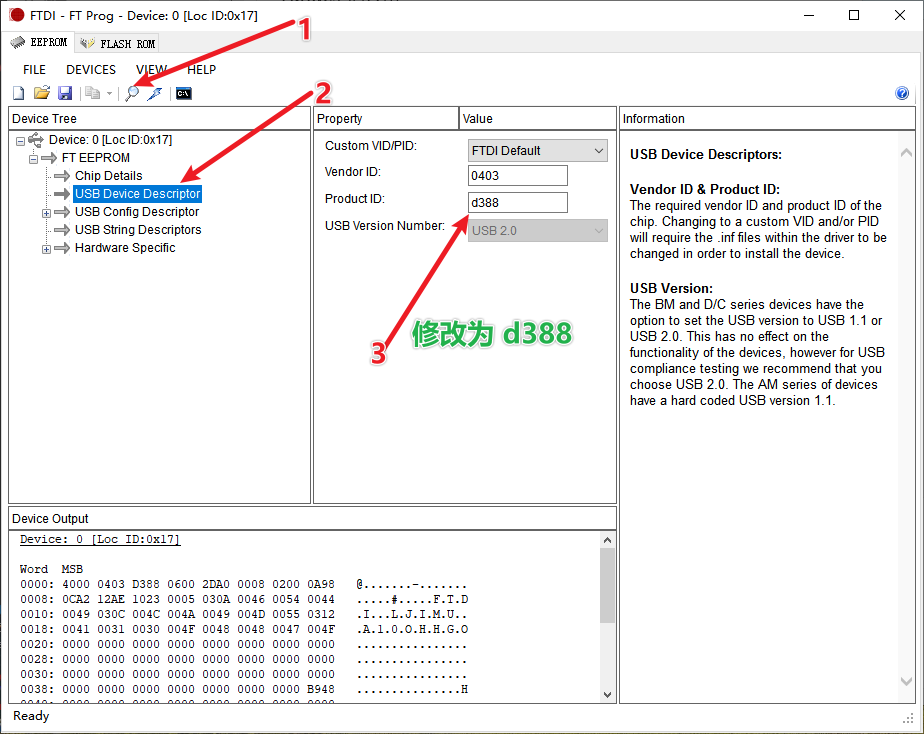 FTDI - FT Prog - Device: 0 [Loc ID:0x17]
EEPROM
FLASH ROM
1
FILE DEVICES VIEW HELP
C:\
?
2
Device Tree
Device: 0 [Loc ID:0x17]
FT EEPROM
Chip Details
USB Device Descriptor
USB Config Descriptor
USB String Descriptors
Hardware Specific
Property Value
Custom VID/PID: FTDI Default
Vendor ID: 0403
Product ID: d388
USB Version Number: USB 2.0
3
修改为 d388
Information
USB Device Descriptors:
Vendor ID & Product ID:
The required vendor ID and product ID of the
chip. Changing to a custom VID and/or PID
will require the .inf files within the driver to be
changed in order to install the device.
USB Version:
The BM and D/C series devices have the
option to set the USB version to USB 1.1 or
USB 2.0. This has no effect on the
functionality of the devices, however for USB
compliance testing we recommend that you
choose USB 2.0. The AM series of devices
have a hard coded USB version 1.1.
Device Output
Device: 0 [Loc ID:0x17]
Word MSB
0000: 4000 0403 D388 0600 2DA0 0008 0200 0A98 @.......-.......
0008: 0CA2 12AE 1023 0005 030A 0046 0054 0044 .....#.....F.T.D
0010: 0049 030C 004C 004A 0049 004D 0055 0312 .I...L.J.I.M.U..
0018: 0041 0031 0030 004F 0048 0048 0047 004F .A.1.0.O.H.H.G.O
0020: 0000 0000 0000 0000 0000 0000 0000 0000 ................
0028: 0000 0000 0000 0000 0000 0000 0000 0000 ................
0030: 0000 0000 0000 0000 0000 0000 0000 0000 ................
0038: 0000 0000 0000 0000 0000 0000 0000 B948 ...............H
Ready